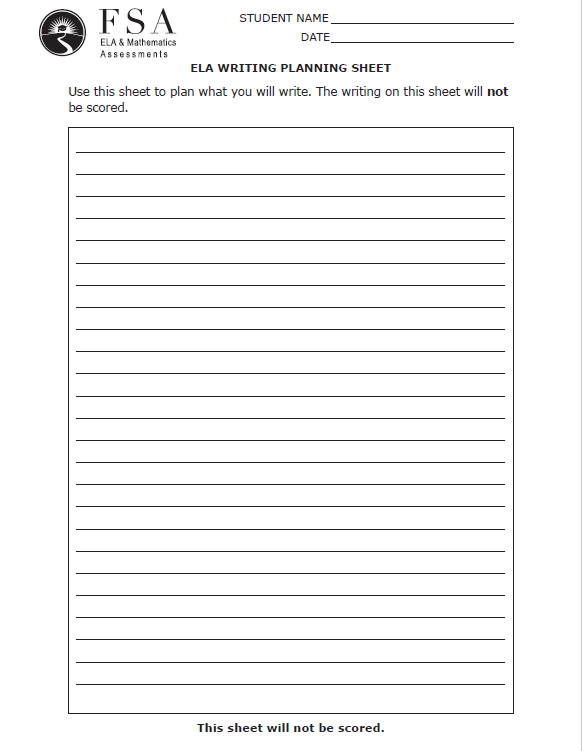 FSA
ELA & Mathematics
Assessments
STUDENT NAME
DATE
ELA WRITING PLANNING SHEET
Use this sheet to plan what you will write. The writing on this sheet will not
be scored.
This sheet will not be scored.